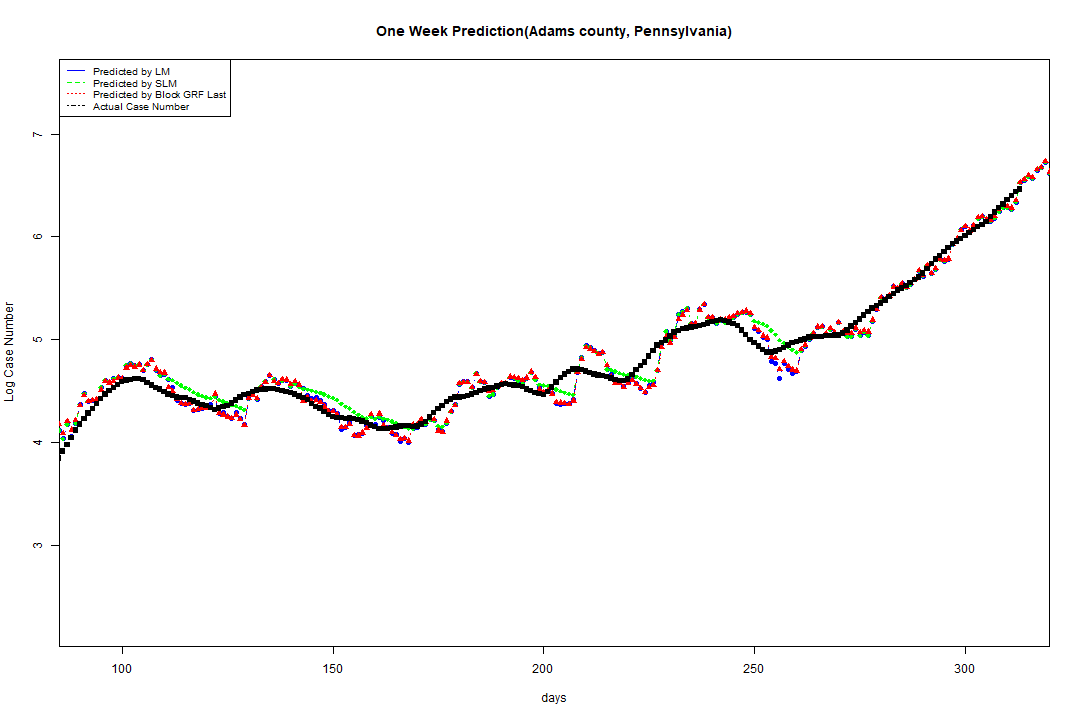 One Week Prediction(Adams county, Pennsylvania)
Predicted by LM
Predicted by SLM
Predicted by Block GRF Last
Actual Case Number
7
6
5
4
3
Log Case Number
100 150 200 250 300
days